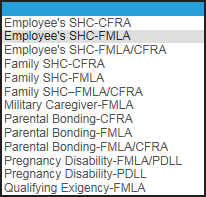 Employee's SHC-CFRA
Employee's SHC-FMLA
Employee's SHC-FMLA/CFRA
Family SHC-CFRA
Family SHC-FMLA
Family SHC–FMLA/CFRA
Military Caregiver-FMLA
Parental Bonding-CFRA
Parental Bonding-FMLA
Parental Bonding-FMLA/CFRA
Pregnancy Disability-FMLA/PDLL
Pregnancy Disability-PDLL
Qualifying Exigency-FMLA